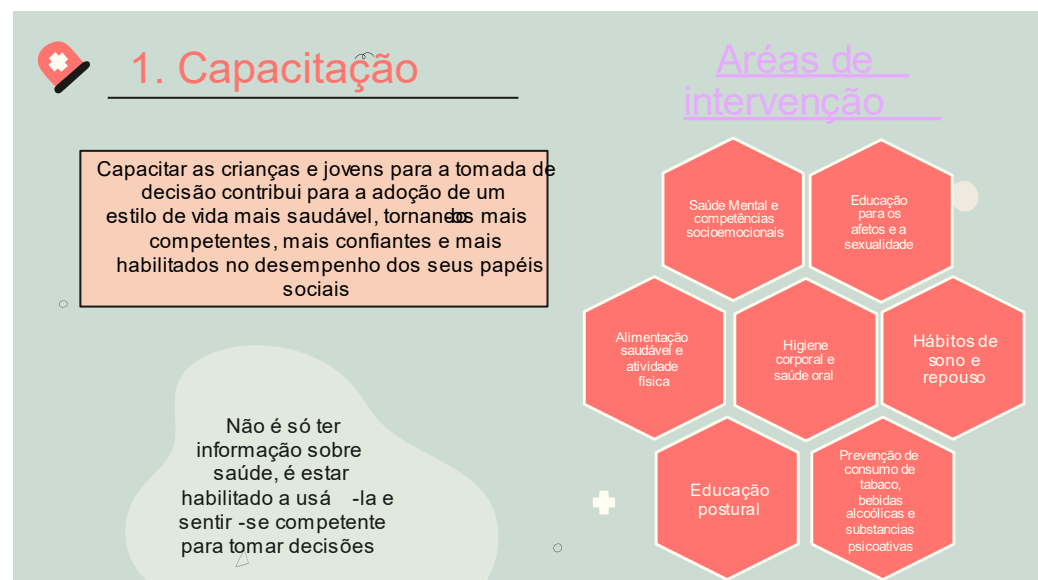 1. Capacitação
Capacitar as crianças e jovens para a tomada de
decisão contribui para a adoção de um
estilo de vida mais saudável, tornando-os mais
competentes, mais confiantes e mais
habilitados no desempenho dos seus papéis
sociais
Não é só ter
informação sobre
saúde, é estar
habilitado a usá -la e
sentir -se competente
para tomar decisões
Aréas de
intervenção
Saúde Mental e
competências
socioemocionais
Educação
para os
afetos e a
sexualidade
Alimentação
saudável e
atividade
física
Higiene
corporal e
saúde oral
Hábitos de
sono e
repouso
Educação
postural
Prevenção de
consumo de
tabaco,
bebidas
alcoólicas e
substancias
psicoativas